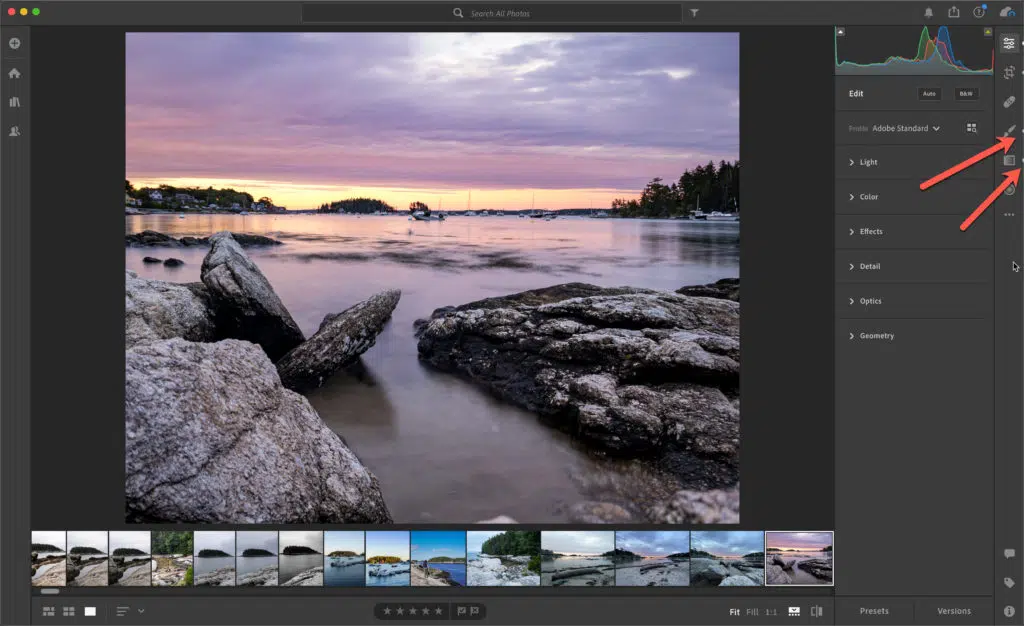 Search All Photos
Edit
Auto
B&W
Profile Adobe Standard
Light
Color
Effects
Detail
Optics
Geometry
Fit Fill 1:1
Presets
Versions